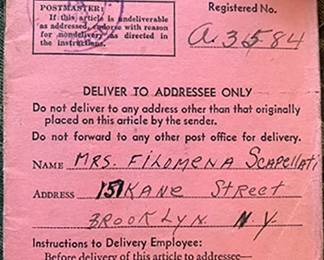 POSTMASTER:
If this article is undeliverable
as addressed, endorse with reason
for nondelivery as directed in
the instructions.
Registered No.
A 3584
DELIVER TO ADDRESSEE ONLY
Do not deliver to any address other than that originally
placed on this article by the sender.
Do not forward to any other post office for delivery.
NAME MRS. FILOMENA SCAPELLATI
ADDRESS 151 KANE STREET
BROOKLYN N Y
Instructions to Delivery Employee:
Before delivery of this article to addressee—